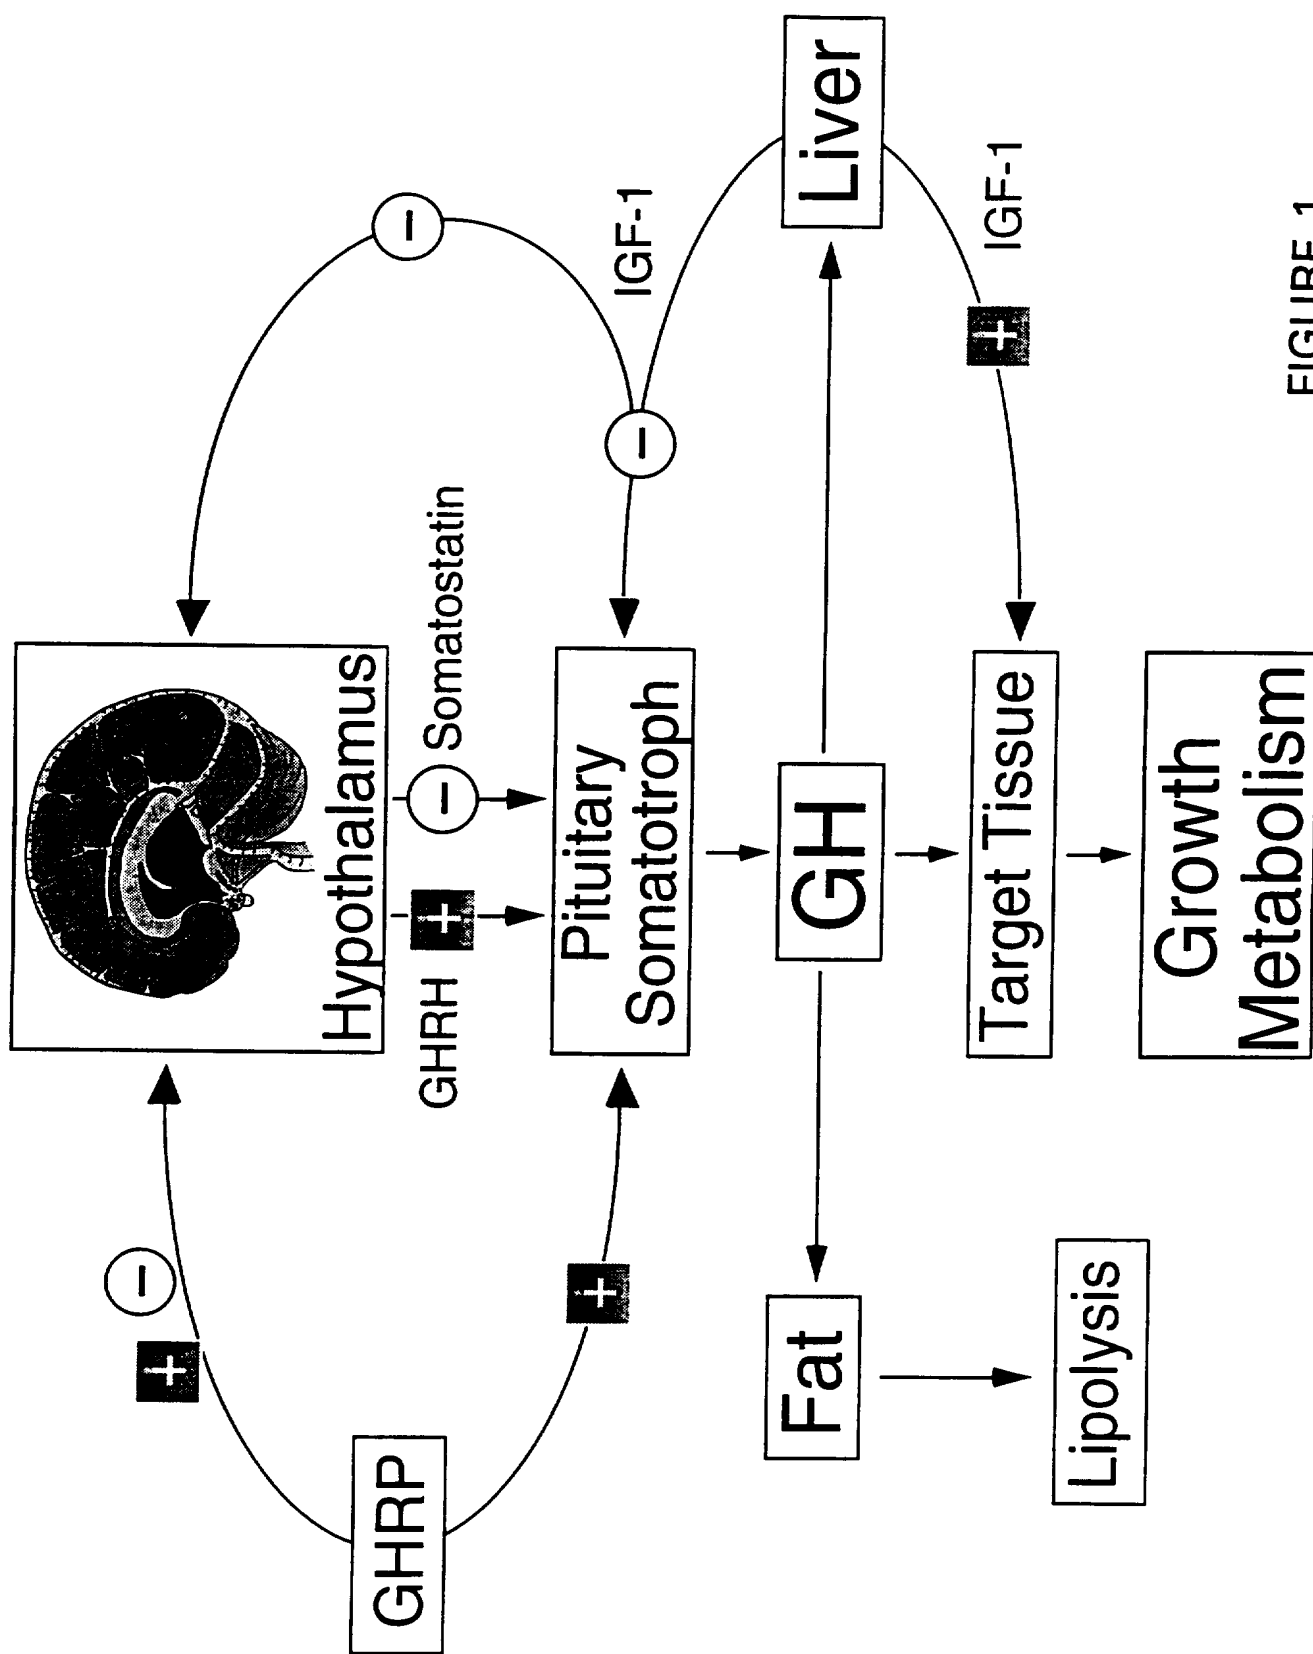 Hypothalamus
GHRH
+
−
Somatostatin
+
−
−
GHRP
Pituitary
Somatotroph
+
−
IGF-1
Fat
GH
Liver
Lipolysis
Target Tissue
+
IGF-1
Growth
Metabolism
FIGURE 1